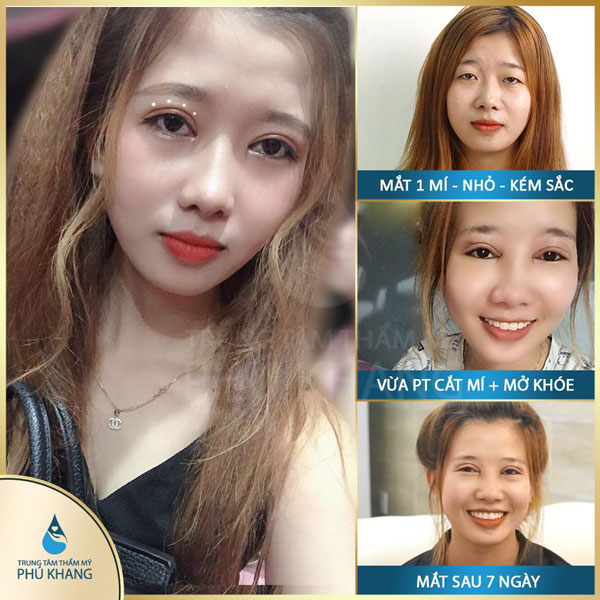 MẮT 1 MÍ - NHỎ - KÉM SẮC
VỪA PT CẮT MÍ + MỞ KHÓE
MẮT SAU 7 NGÀY
TRUNG TÂM THẨM MỸ
PHÚ KHANG